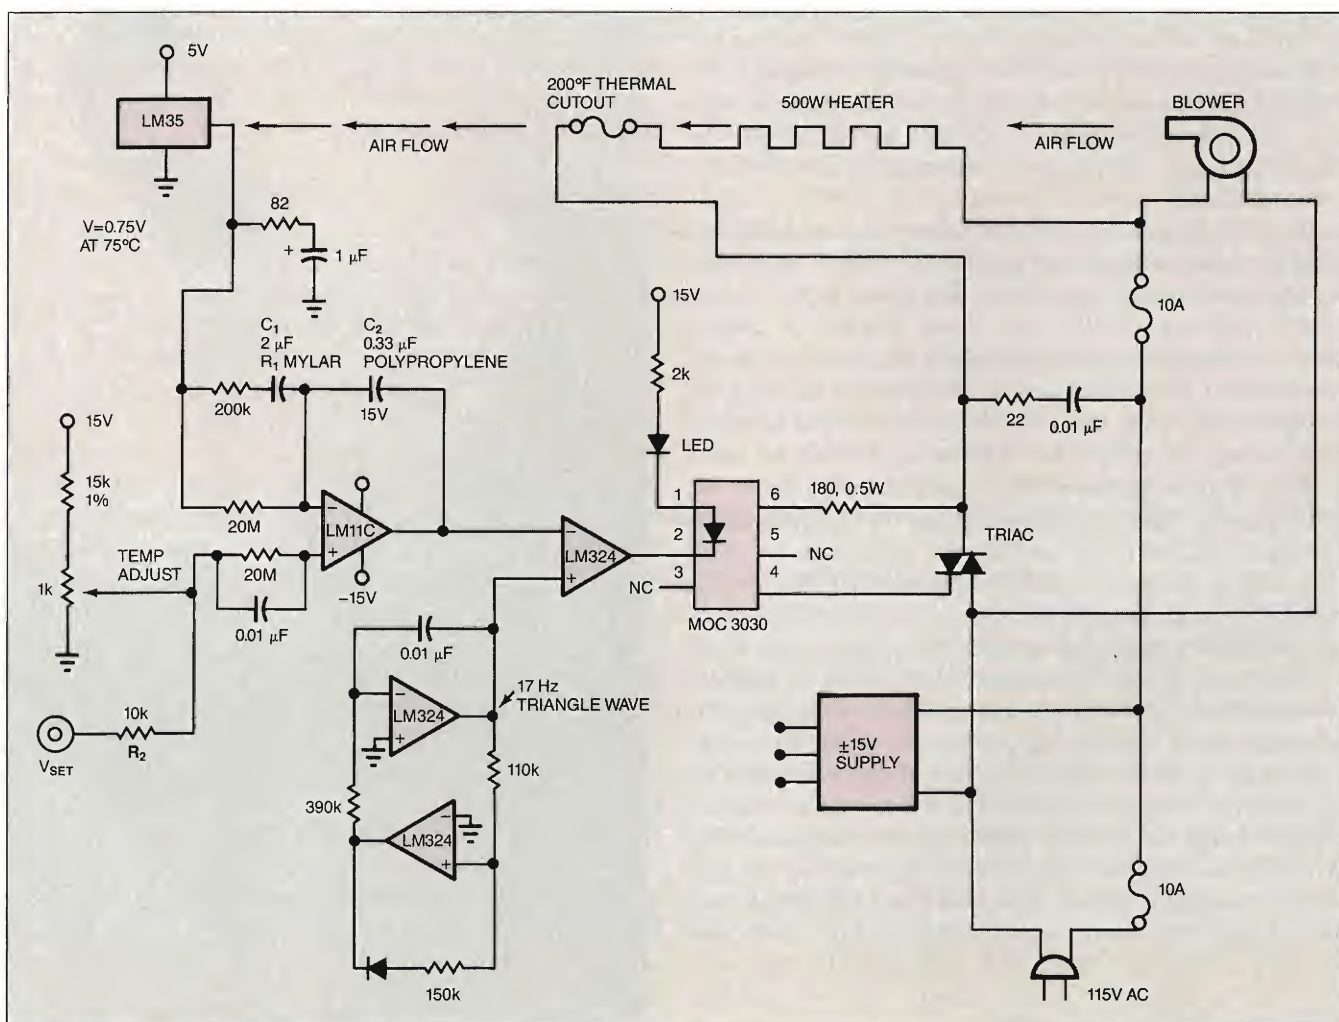 5V
LM35
V=0.75V
AT 75°C
82
+
1 µF
AIR FLOW
200°F THERMAL
CUTOUT
500W HEATER
AIR FLOW
BLOWER
10A
15V
2k
LED
22
0.01 µF
C1
2 µF
R1 MYLAR
C2
0.33 µF
POLYPROPYLENE
200k
15V
15V
15k
1%
1k
TEMP
ADJUST
20M
20M
0.01 µF
−
+
LM11C
−15V
−
+
LM324
1
2
3
NC
6
5
4
NC
180, 0.5W
MOC 3030
TRIAC
0.01 µF
−
+
LM324
17 Hz
TRIANGLE WAVE
110k
390k
−
+
LM324
150k
VSET
10k
R2
±15V
SUPPLY
10A
115V AC